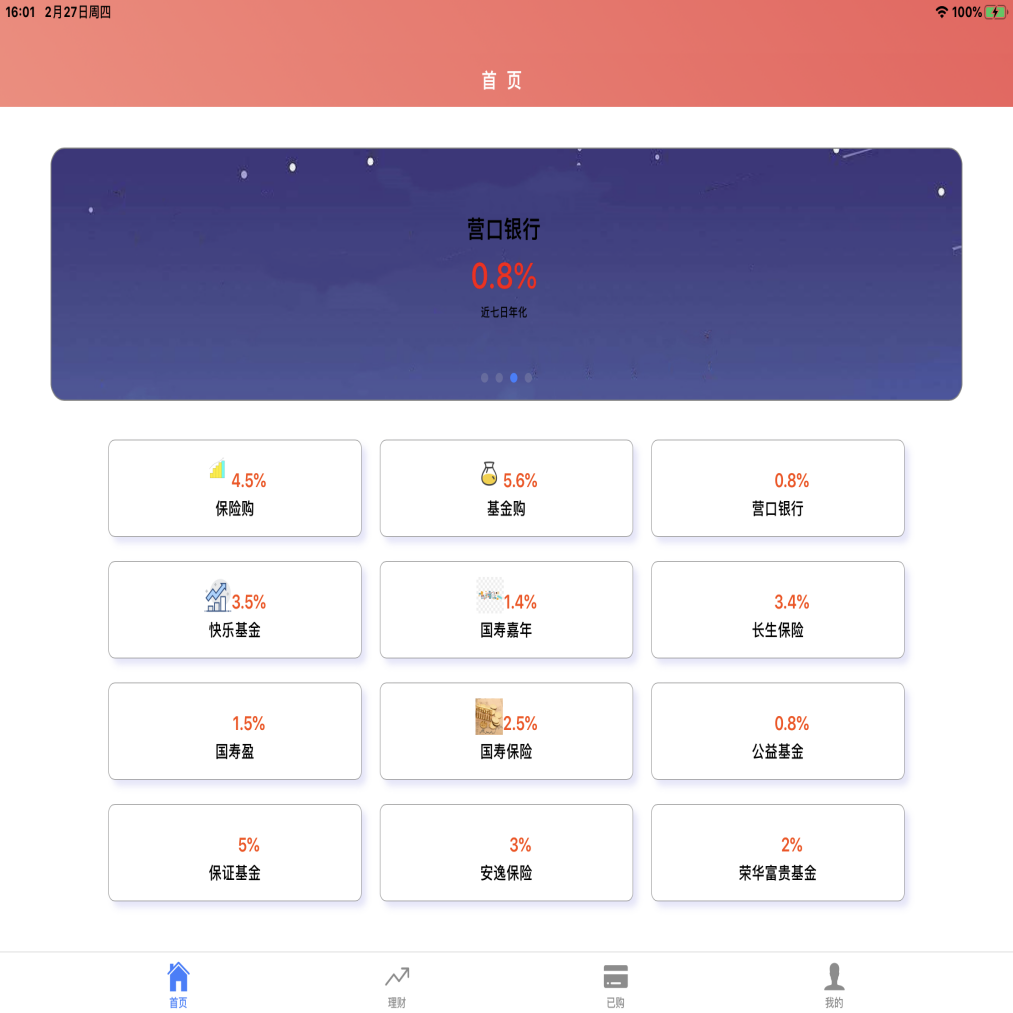 16:01 2月27日周四
100%
首 页
营口银行
0.8%
近七日年化
4.5%
保险购
5.6%
基金购
0.8%
营口银行
3.5%
快乐基金
1.4%
国寿嘉年
3.4%
长生保险
1.5%
国寿盈
2.5%
国寿保险
0.8%
公益基金
5%
保证基金
3%
安逸保险
2%
荣华富贵基金
首页
理财
已购
我的